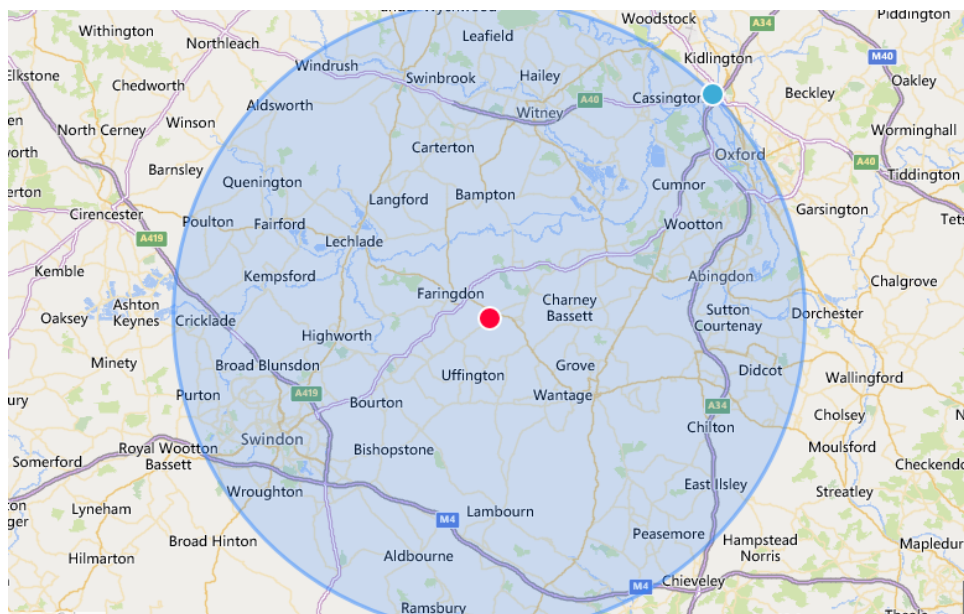 Piddington
Woodstock
A34
Withington
Leafield
Northleach
Kidlington
M40
Windrush
Elkstone
Swinbrook
Hailey
Oakley
Chedworth
Beckley
Cassington
A40
Aldsworth
Witney
Winson
North Cerney
Worminghall
Carterton
Oxford
A40
Barnsley
Tiddington
Quenington
Cumnor
Bampton
Langford
Garsington
Cirencester
Poulton
Fairford
Wootton
Tets
A419
Lechlade
Kemble
Kempsford
Abingdon
Chalgrove
Faringdon
Charney
Bassett
Ashton
Keynes
Oaksey
Cricklade
Sutton
Courtenay
Dorchester
Highworth
Minety
Broad Blunsdon
Uffington
Grove
Didcot
Wallingford
Purton
A419
Bourton
Wantage
A34
Cholsey
Chilton
Swindon
Royal Wootton
Bassett
Bishopstone
Moulsford
Somerford
Checkendo
Wroughton
East Ilsley
Streatley
Lyneham
Lambourn
M4
Broad Hinton
Peasemore
Hampstead
Norris
Mapledur
Hilmarton
Aldbourne
M4
Chieveley
Ramsbury